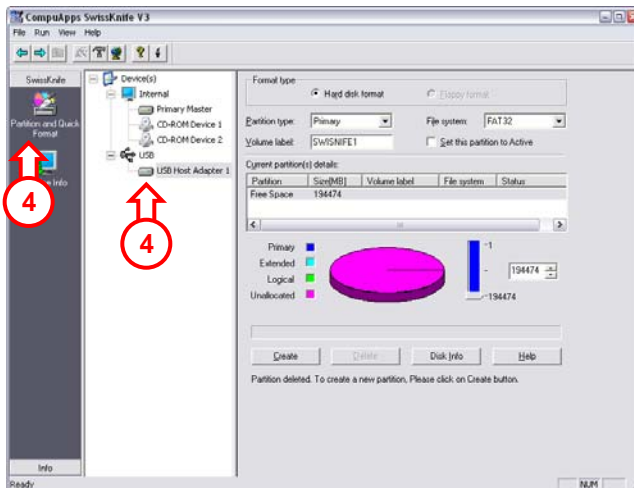 CompuApps SwissKnife V3
File Run View Help
SwissKnife
Partition and Quick
Format
Info
4
Info
Device(s)
Internal
Primary Master
CD-ROM Device 1
CD-ROM Device 2
USB
USB Host Adapter 1
4
Format type
Hard disk format
Floppy format
Partition type: Primary
File system: FAT32
Volume label: SWISNIFE1
Set this partition to Active
Current partition(s) details:
Partition Size[MB] Volume label File system Status
Free Space 194474
Primary
Extended
Logical
Unallocated
-1
-
-194474
194474
Create Delete Disk Info Help
Partition deleted. To create a new partition, Please click on Create button.
Ready
NUM